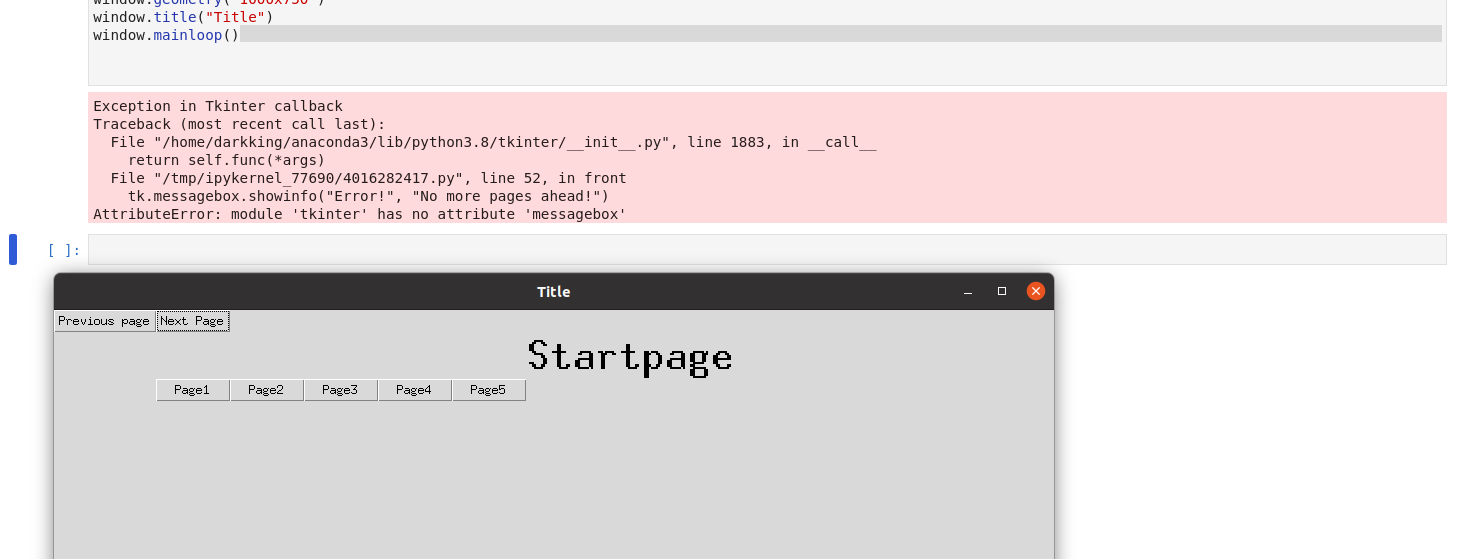 window.geometry("1000x750")
window.title("Title")
window.mainloop()
Exception in Tkinter callback
Traceback (most recent call last):
  File "/home/darkking/anaconda3/lib/python3.8/tkinter/__init__.py", line 1883, in __call__
    return self.func(*args)
  File "/tmp/ipykernel_77690/4016282417.py", line 52, in front
    tk.messagebox.showinfo("Error!", "No more pages ahead!")
AttributeError: module 'tkinter' has no attribute 'messagebox'
[ ]:
Title
Previous page Next Page
Startpage
Page1 Page2 Page3 Page4 Page5